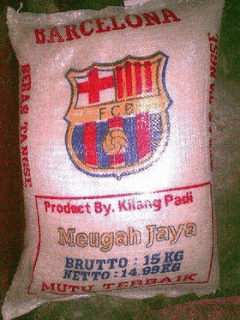 BARCELONA
FCB
Product By. Kilang Padi
Meugah Jaya
BRUTTO : 15 KG
NETTO : 14.99 KG
MUTU TERBAIK